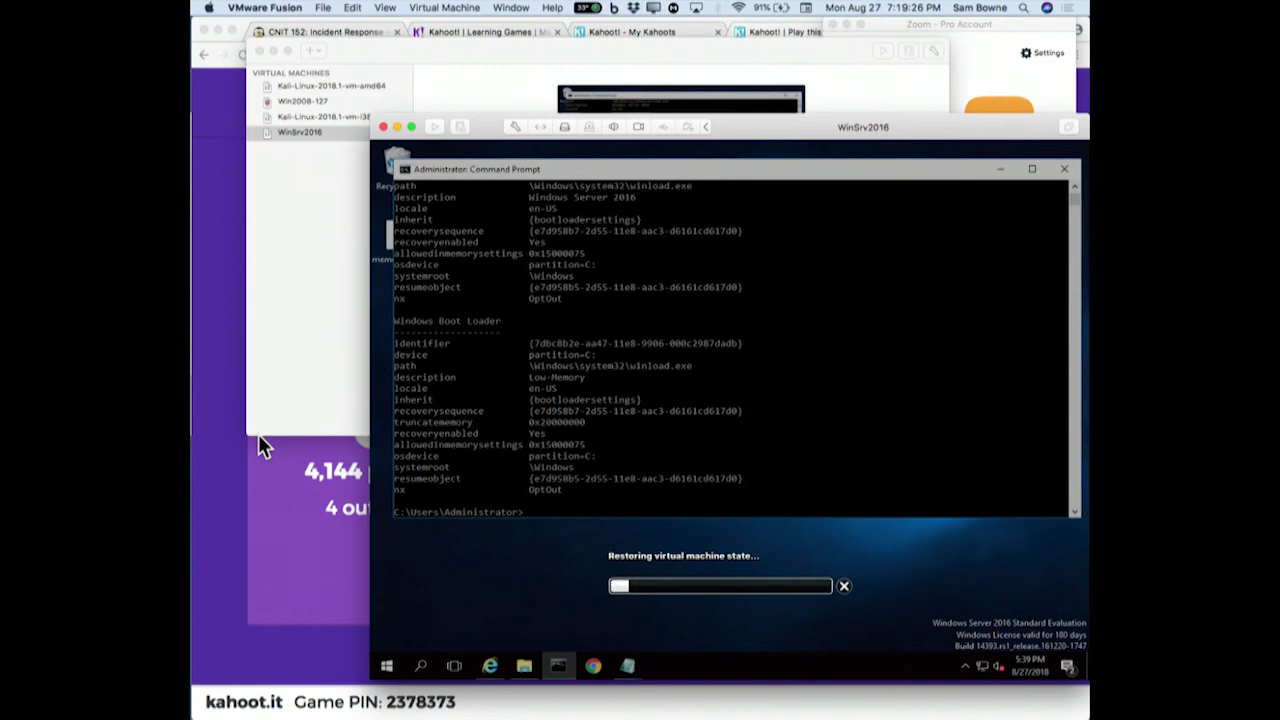 VMware Fusion File Edit View Virtual Machine Window Help 33° 91% Mon Aug 27 7:19:26 PM Sam Bowne
CNIT 152: Incident Response Kahoot! | Learning Games | Kahoot! - My Kahoots Kahoot! | Play this Zoom - Pro Account
Settings
VIRTUAL MACHINES
Kali-Linux-2018.1-vm-amd64
Win2008-127
Kali-Linux-2018.1-vm-i38
WinSrv2016
WinSrv2016
Administrator: Command Prompt
path \Windows\system32\winload.exe
description Windows Server 2016
locale en-US
inherit {bootloadersettings}
recoverysequence {e7d958b7-2d55-11e8-aac3-d6161cd617d0}
recoveryenabled Yes
allowedinmemorysettings 0x15000075
osdevice partition=C:
systemroot \Windows
resumeobject {e7d958b5-2d55-11e8-aac3-d6161cd617d0}
nx OptOut
Windows Boot Loader
-------------------
identifier {7dbc8b2e-aa47-11e8-9906-000c2987dadb}
device partition=C:
path \Windows\system32\winload.exe
description Low-Memory
locale en-US
inherit {bootloadersettings}
recoverysequence {e7d958b7-2d55-11e8-aac3-d6161cd617d0}
truncatememory 0x20000000
recoveryenabled Yes
allowedinmemorysettings 0x15000075
osdevice partition=C:
systemroot \Windows
resumeobject {e7d958b5-2d55-11e8-aac3-d6161cd617d0}
nx OptOut
C:\Users\Administrator>
Recy
mem
4,144
4 ou
Restoring virtual machine state...
Windows Server 2016 Standard Evaluation
Windows License valid for 180 days
Build 14393.rs1_release.161220-1747
5:39 PM
8/27/2018
kahoot.it Game PIN: 2378373